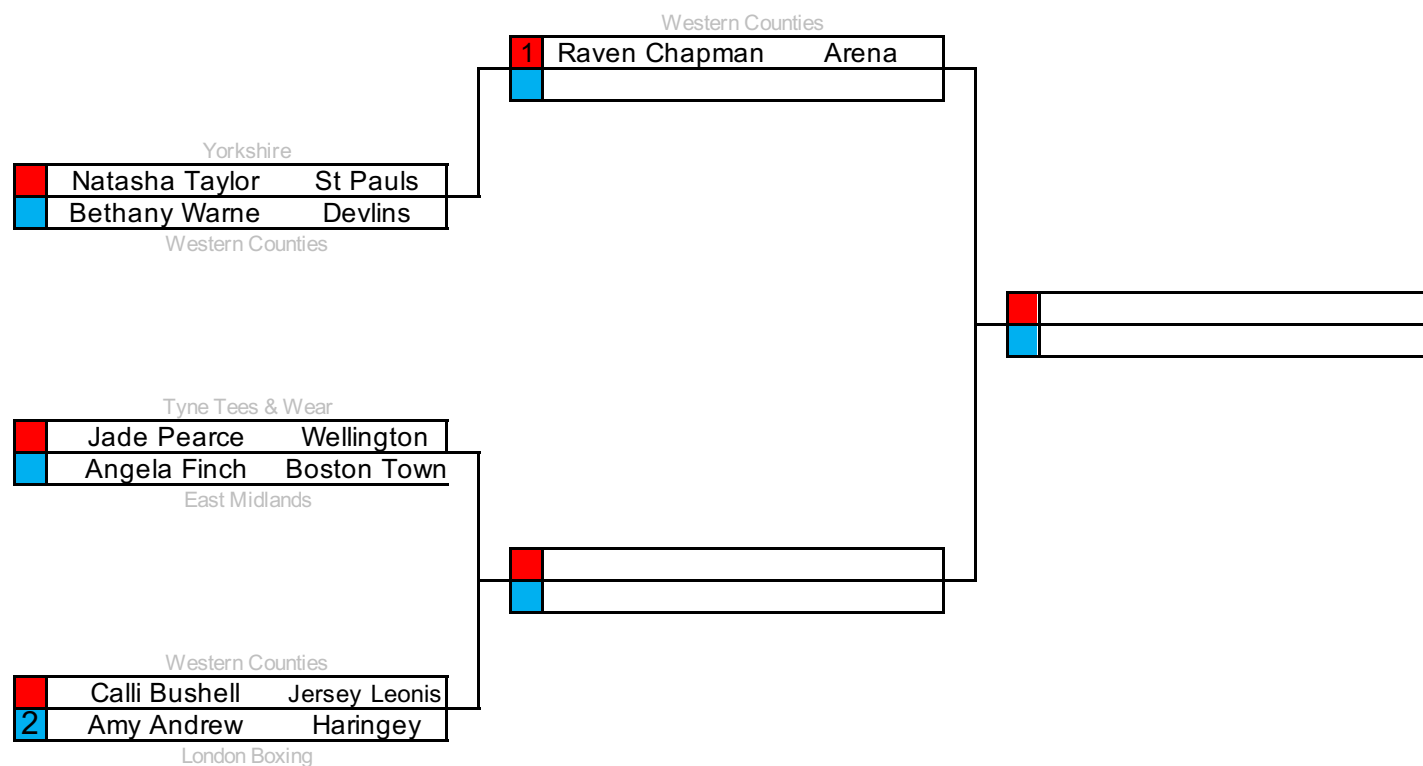 Western Counties
1 Raven Chapman Arena
Yorkshire
Natasha Taylor St Pauls
Bethany Warne Devlins
Western Counties
Tyne Tees & Wear
Jade Pearce Wellington
Angela Finch Boston Town
East Midlands
Western Counties
Calli Bushell Jersey Leonis
2 Amy Andrew Haringey
London Boxing